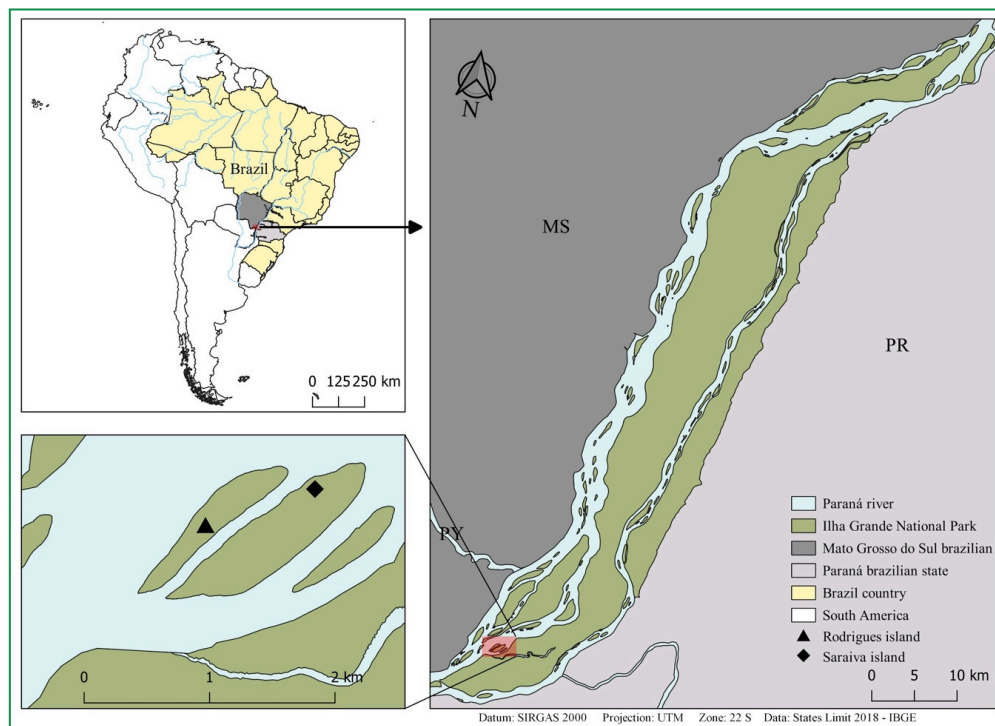 Brazil
0 125 250 km
N
MS
PR
PY
0 1 2 km
Paraná river
Ilha Grande National Park
Mato Grosso do Sul brazilian
Paraná brazilian state
Brazil country
South America
Rodrigues island
Saraiva island
0 5 10 km
Datum: SIRGAS 2000 Projection: UTM Zone: 22 S Data: States Limit 2018 - IBGE